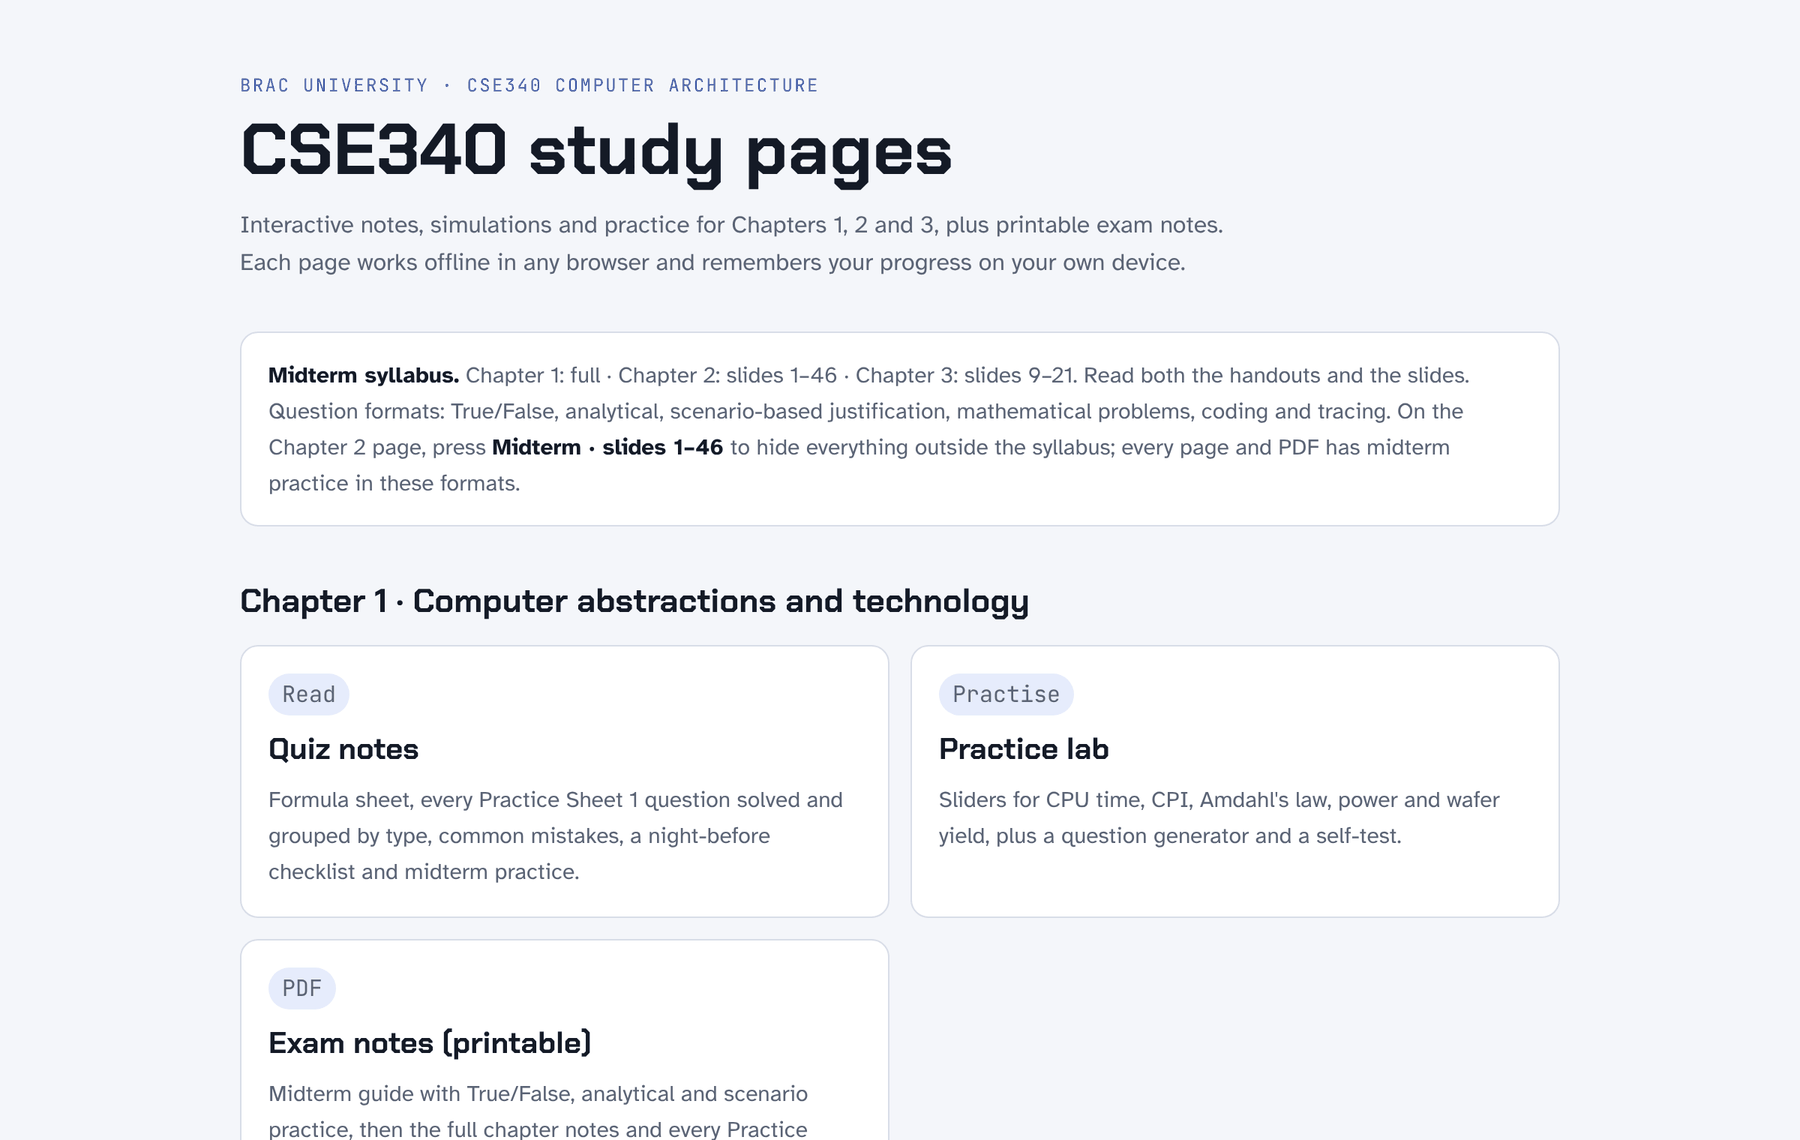 BRAC UNIVERSITY · CSE340 COMPUTER ARCHITECTURE
CSE340 study pages
Interactive notes, simulations and practice for Chapters 1, 2 and 3, plus printable exam notes.
Each page works offline in any browser and remembers your progress on your own device.
Midterm syllabus. Chapter 1: full · Chapter 2: slides 1–46 · Chapter 3: slides 9–21. Read both the handouts and the slides.
Question formats: True/False, analytical, scenario-based justification, mathematical problems, coding and tracing. On the
Chapter 2 page, press Midterm · slides 1–46 to hide everything outside the syllabus; every page and PDF has midterm
practice in these formats.
Chapter 1 · Computer abstractions and technology
Read
Quiz notes
Formula sheet, every Practice Sheet 1 question solved and
grouped by type, common mistakes, a night-before
checklist and midterm practice.
Practise
Practice lab
Sliders for CPU time, CPI, Amdahl's law, power and wafer
yield, plus a question generator and a self-test.
PDF
Exam notes (printable)
Midterm guide with True/False, analytical and scenario
practice, then the full chapter notes and every Practice